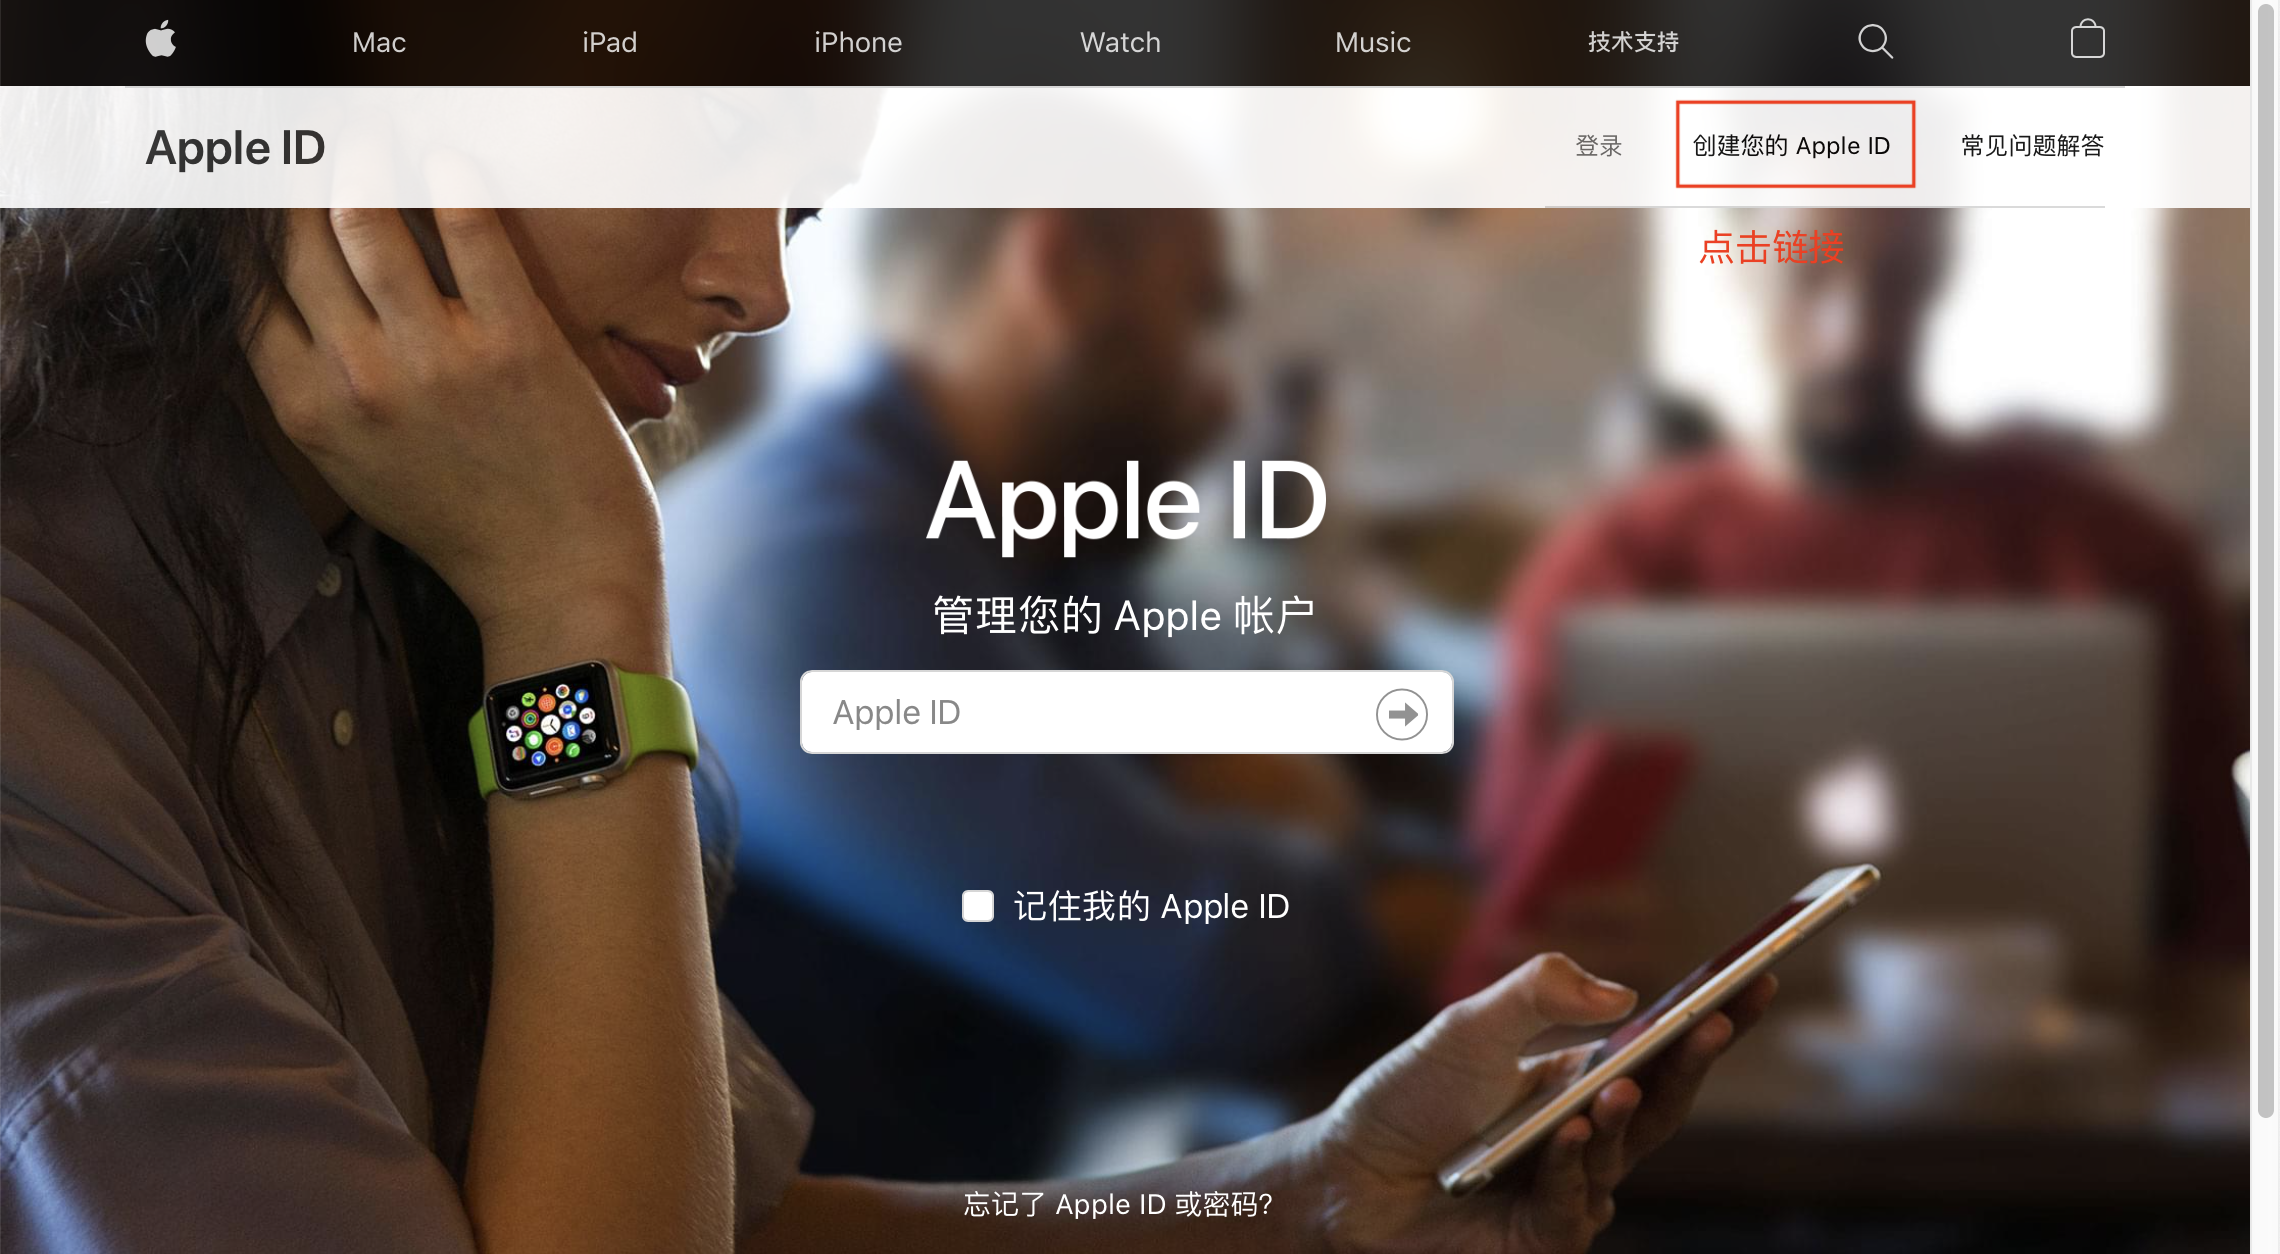 Mac iPad iPhone Watch Music 技术支持
Apple ID 登录 创建您的 Apple ID 常见问题解答
点击链接
Apple ID
管理您的 Apple 帐户
Apple ID
记住我的 Apple ID
忘记了 Apple ID 或密码?